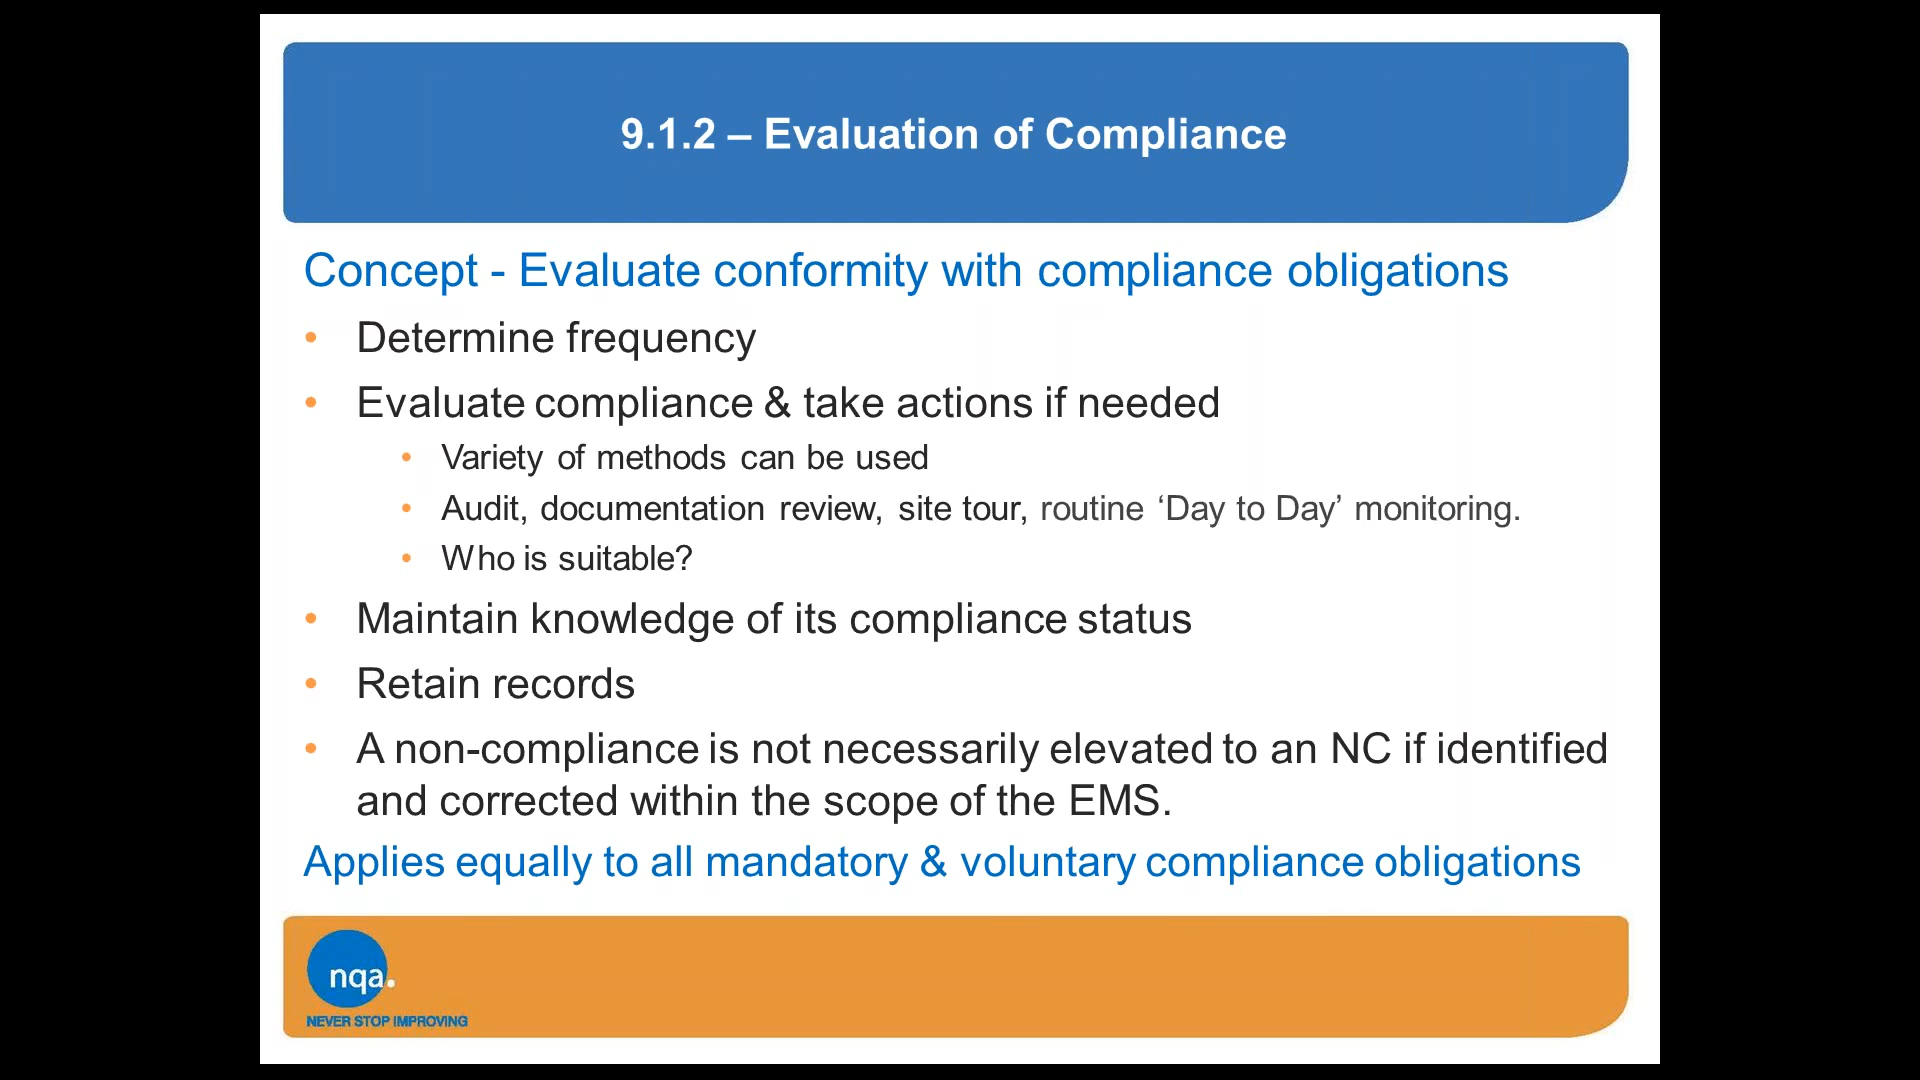 9.1.2 – Evaluation of Compliance
Concept - Evaluate conformity with compliance obligations
• Determine frequency
• Evaluate compliance & take actions if needed
• Variety of methods can be used
• Audit, documentation review, site tour, routine ‘Day to Day’ monitoring.
• Who is suitable?
• Maintain knowledge of its compliance status
• Retain records
• A non-compliance is not necessarily elevated to an NC if identified
and corrected within the scope of the EMS.
Applies equally to all mandatory & voluntary compliance obligations
nqa.
NEVER STOP IMPROVING